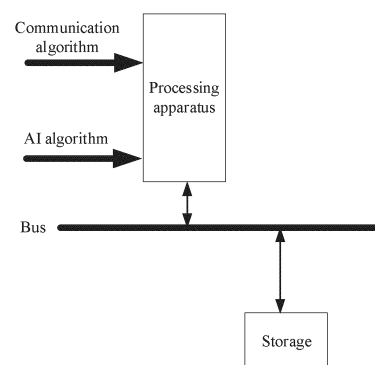 Communication
algorithm
Processing
apparatus
AI algorithm
Bus
Storage